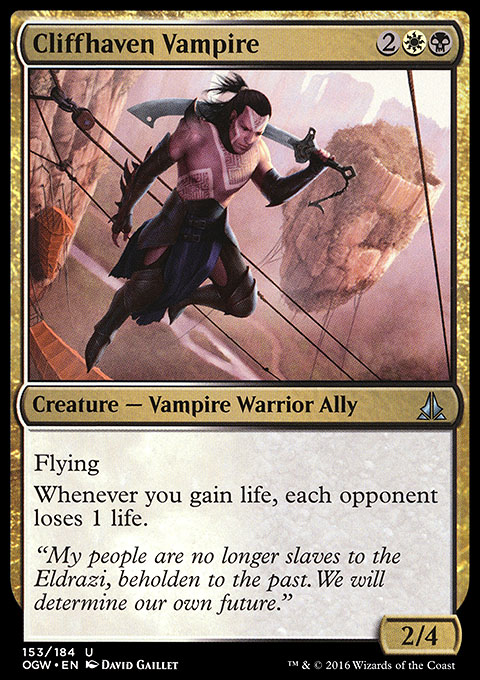 Cliffhaven Vampire 2
Creature — Vampire Warrior Ally
Flying
Whenever you gain life, each opponent
loses 1 life.
“My people are no longer slaves to the
Eldrazi, beholden to the past. We will
determine our own future.”
2/4
153/184 U
OGW • EN David Gaillet
™ & © 2016 Wizards of the Coast